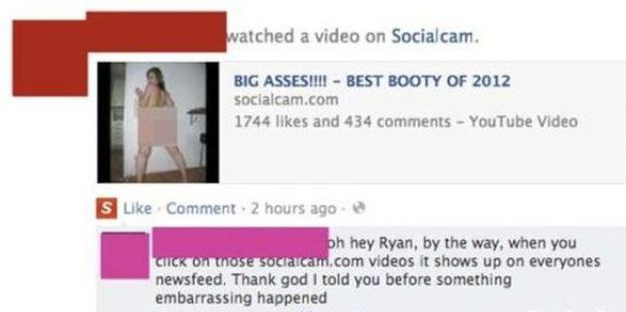 watched a video on Socialcam.
BIG ASSES!!!! - BEST BOOTY OF 2012
socialcam.com
1744 likes and 434 comments - YouTube Video
S Like · Comment · 2 hours ago ·
oh hey Ryan, by the way, when you
click on those socialcam.com videos it shows up on everyones
newsfeed. Thank god I told you before something
embarrassing happened